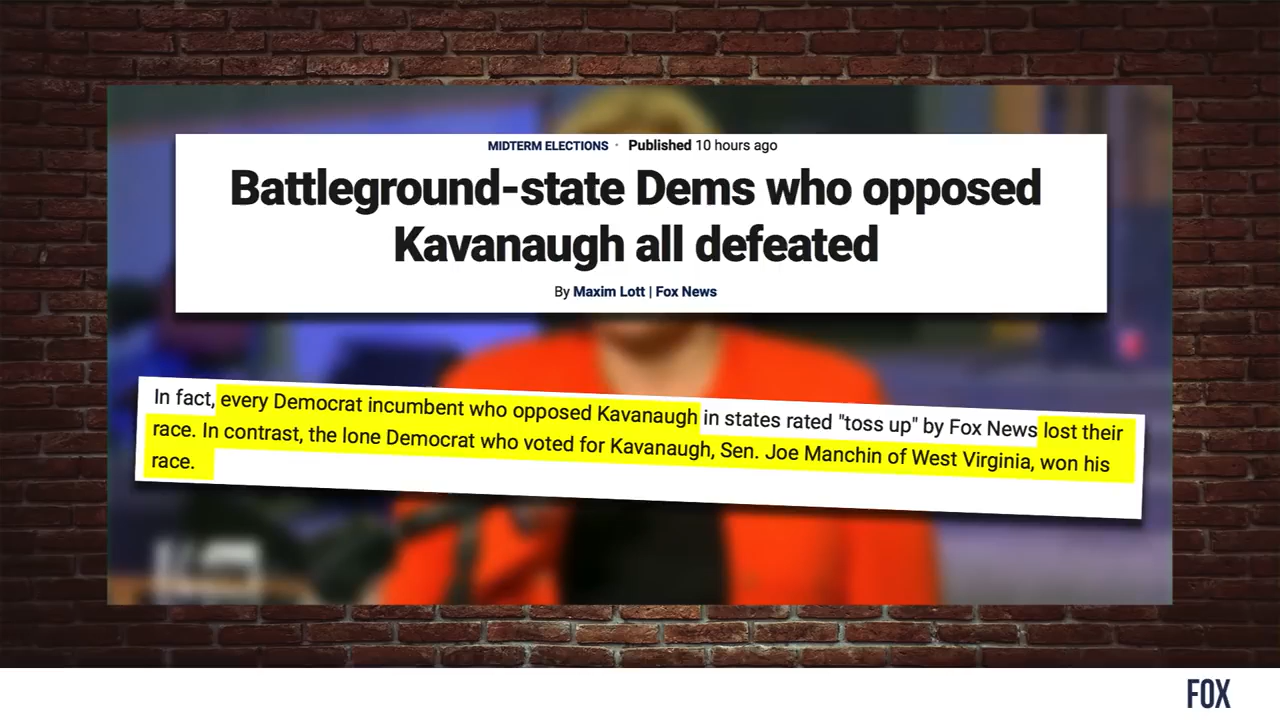 MIDTERM ELECTIONS · Published 10 hours ago
Battleground-state Dems who opposed
Kavanaugh all defeated
By Maxim Lott | Fox News
In fact, every Democrat incumbent who opposed Kavanaugh in states rated "toss up" by Fox News lost their
race. In contrast, the lone Democrat who voted for Kavanaugh, Sen. Joe Manchin of West Virginia, won his
race.
FOX